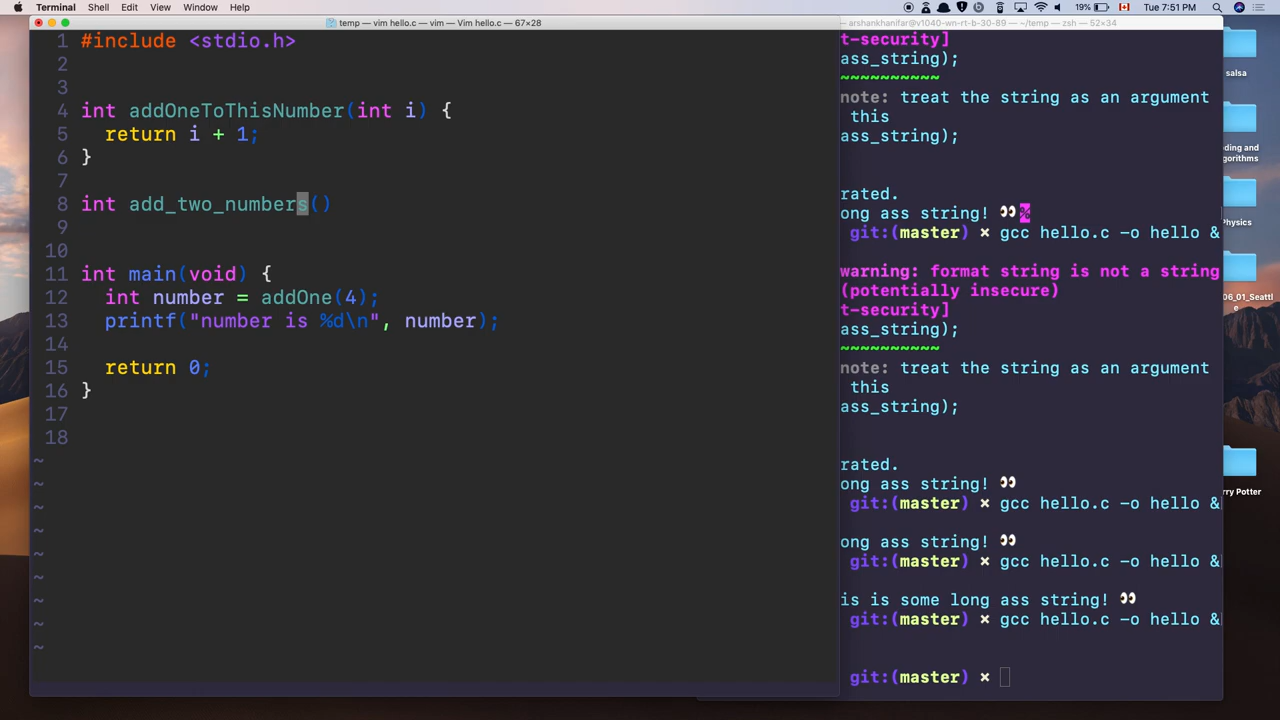 Terminal Shell Edit View Window Help
19% Tue 7:51 PM
temp — vim hello.c — vim — Vim hello.c — 67×28
1 #include <stdio.h>
2
3
4 int addOneToThisNumber(int i) {
5 return i + 1;
6 }
7
8 int add_two_numbers()
9
10
11 int main(void) {
12 int number = addOne(4);
13 printf("number is %d\n", number);
14
15 return 0;
16 }
17
18
~
~
~
~
~
~
~
~
~
arshankhanifar@v1040-wn-rt-b-30-89 — ~/temp — zsh — 52×34
t-security]
ass_string);
~~~~~~~~~~
note: treat the string as an argument
this
ass_string);
rated.
ong ass string! 👀%
git:(master) × gcc hello.c -o hello &
warning: format string is not a string
(potentially insecure)
t-security]
ass_string);
~~~~~~~~~~
note: treat the string as an argument
this
ass_string);
rated.
ong ass string! 👀
git:(master) × gcc hello.c -o hello &
ong ass string! 👀
git:(master) × gcc hello.c -o hello &
is is some long ass string! 👀
git:(master) × gcc hello.c -o hello &
git:(master) ×
salsa
ding and
lgorithms
Physics
06_01_Seattl
e
rry Potter